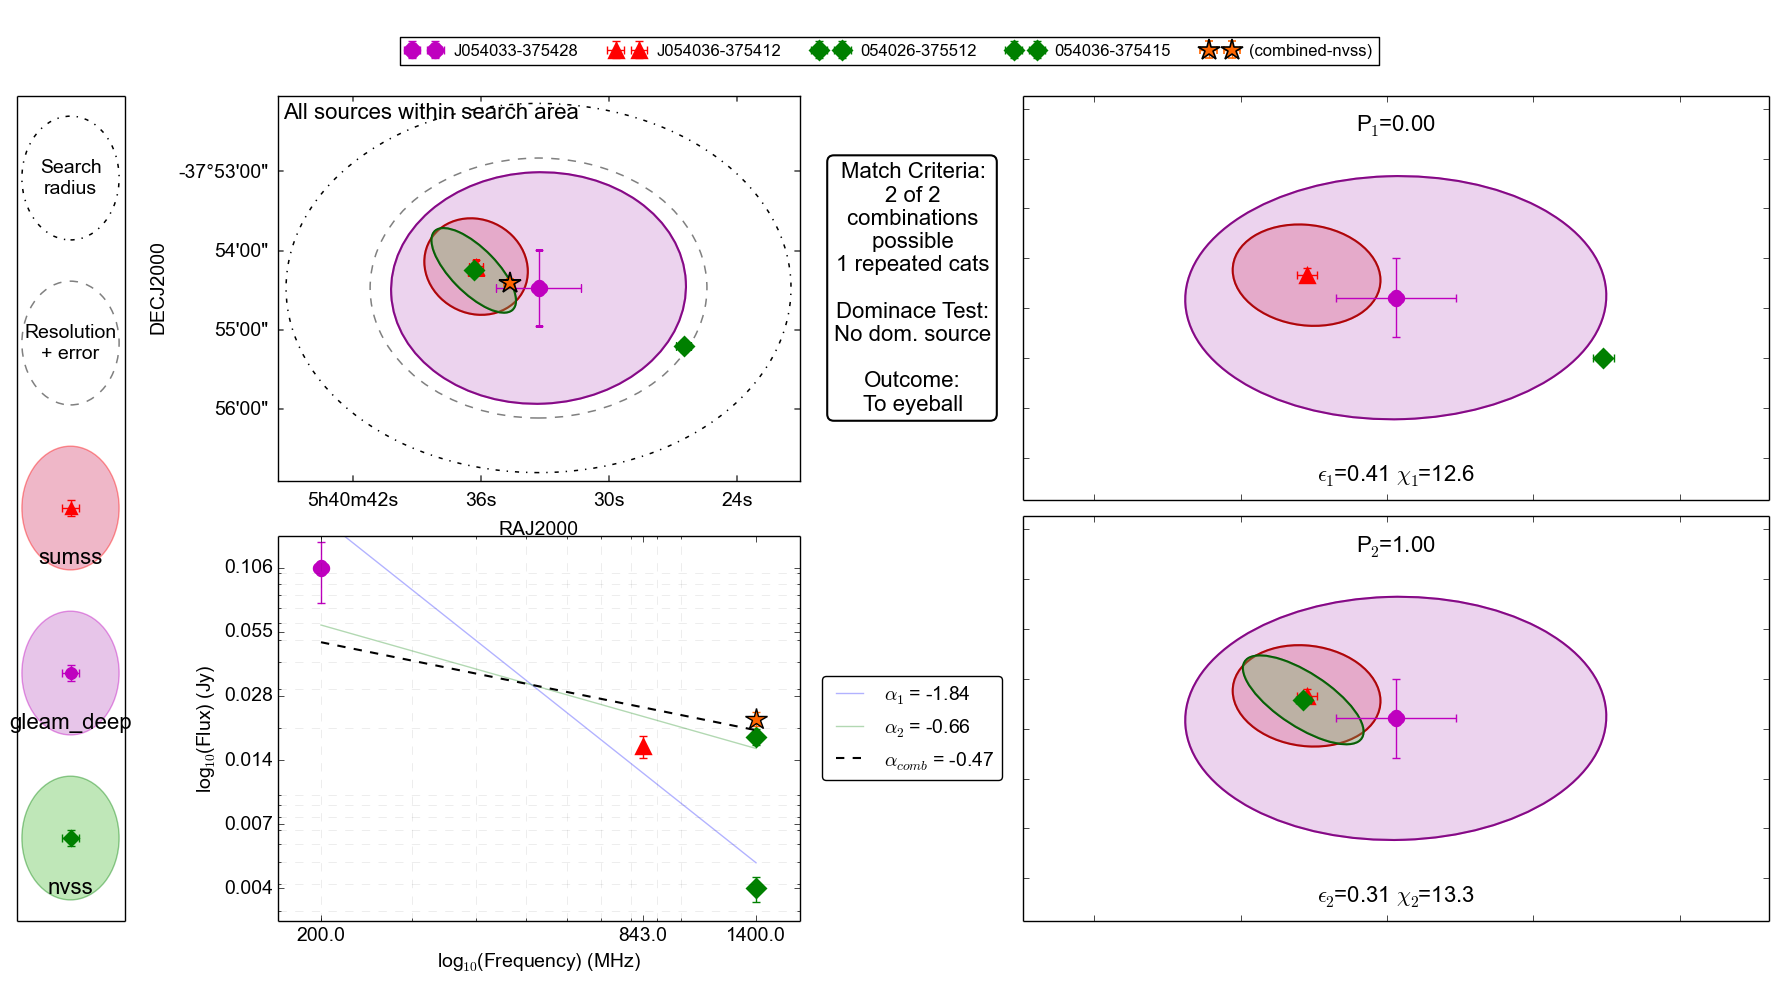 J054033-375428 J054036-375412 054026-375512 054036-375415 (combined-nvss)
Search
radius
Resolution
+ error
sumss
gleam_deep
nvss
All sources within search area
DECJ2000
-37°53'00"
54'00"
55'00"
56'00"
5h40m42s 36s 30s 24s
RAJ2000
Match Criteria:
2 of 2
combinations
possible
1 repeated cats
Dominace Test:
No dom. source
Outcome:
To eyeball
P₁=0.00
ϵ₁=0.41 χ₁=12.6
log₁₀(Flux) (Jy)
0.106
0.055
0.028
0.014
0.007
0.004
200.0 843.0 1400.0
log₁₀(Frequency) (MHz)
α₁ = -1.84
α₂ = -0.66
α_comb = -0.47
P₂=1.00
ϵ₂=0.31 χ₂=13.3